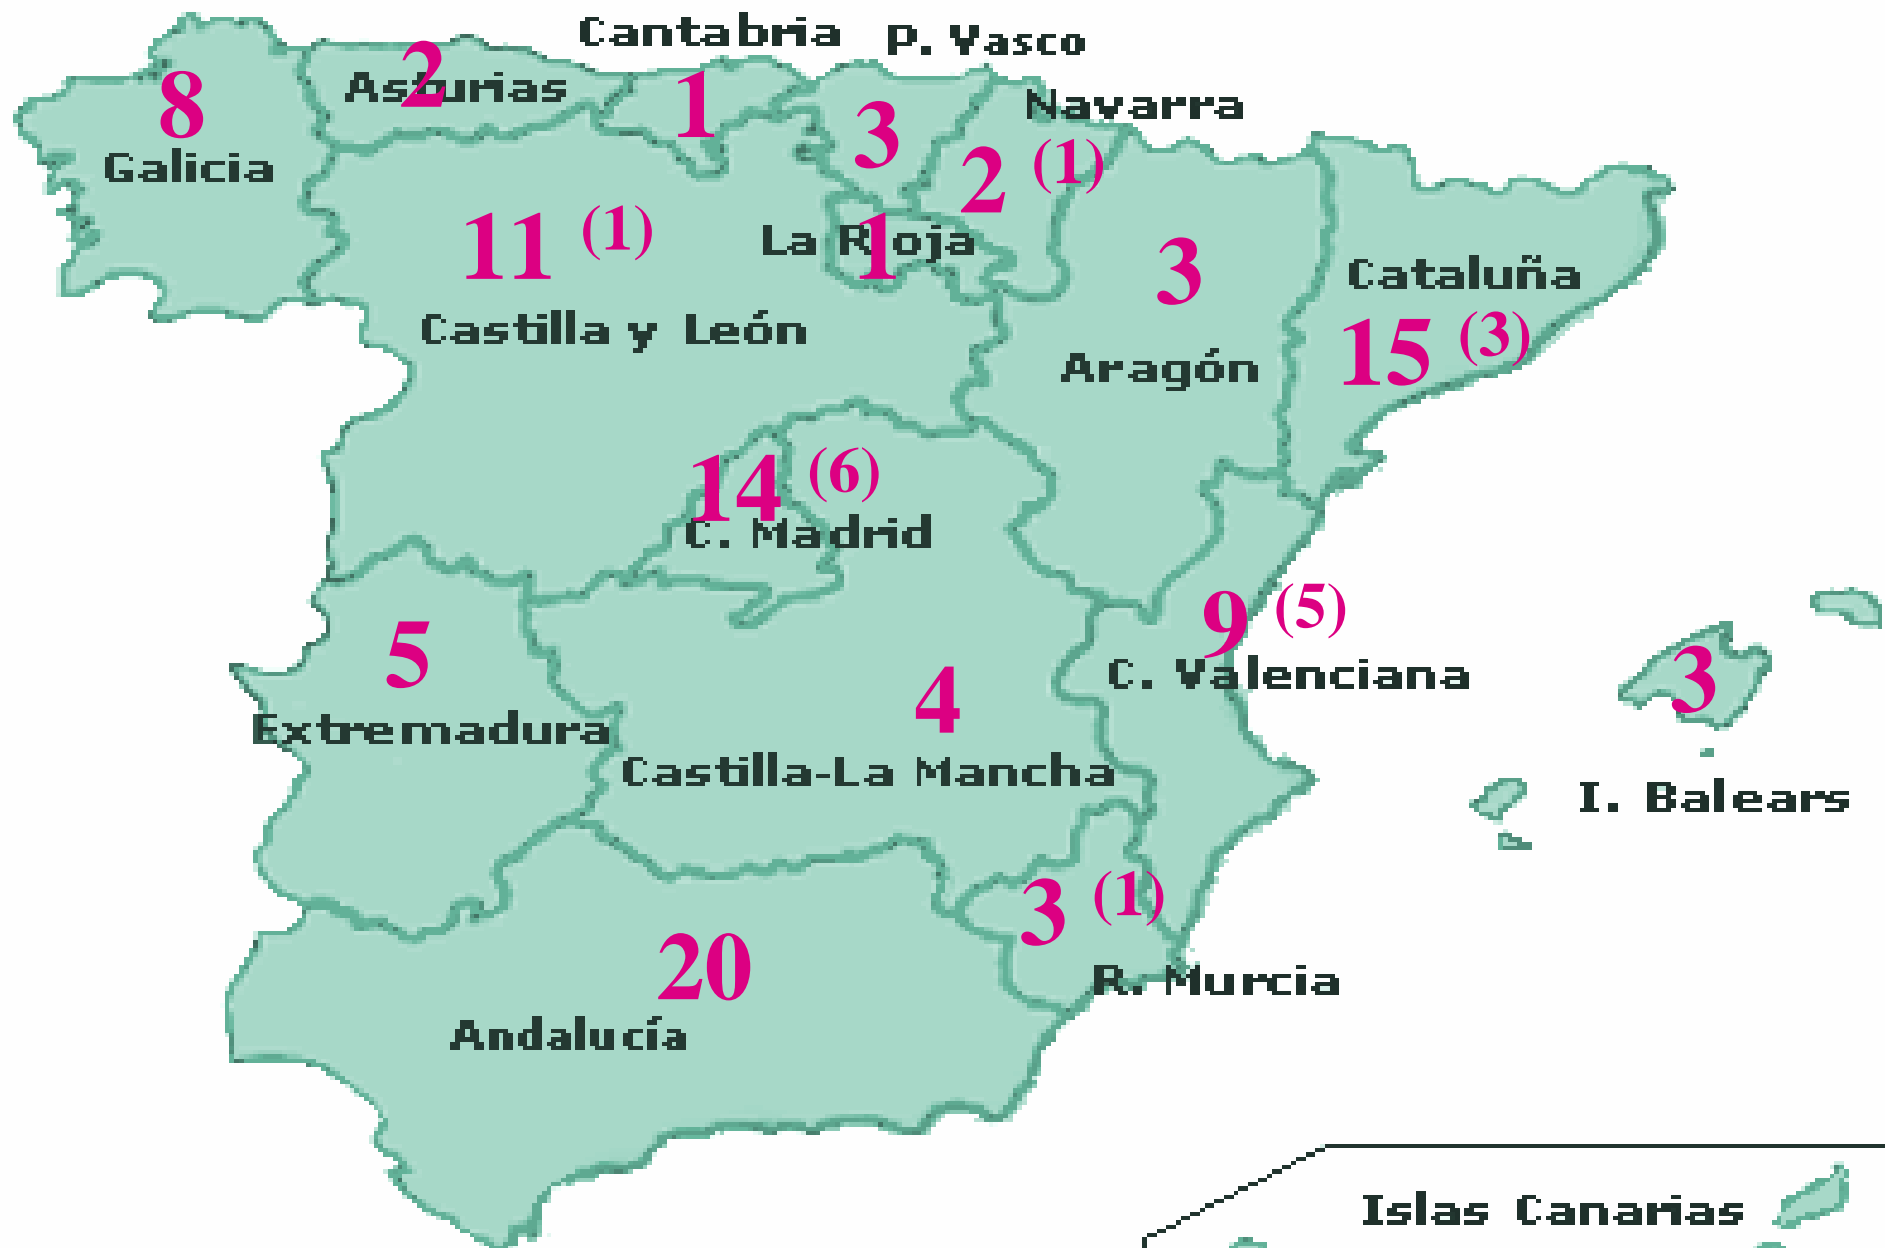 Cantabria
P. Vasco
2
Asturias
8
1
Navarra
3
Galicia
2 (1)
11 (1)
La Rioja
1
3
Cataluña
Castilla y León
15 (3)
Aragón
14 (6)
C. Madrid
9 (5)
5
C. Valenciana
3
4
Extremadura
Castilla-La Mancha
I. Balears
3 (1)
20
R. Murcia
Andalucía
Islas Canarias